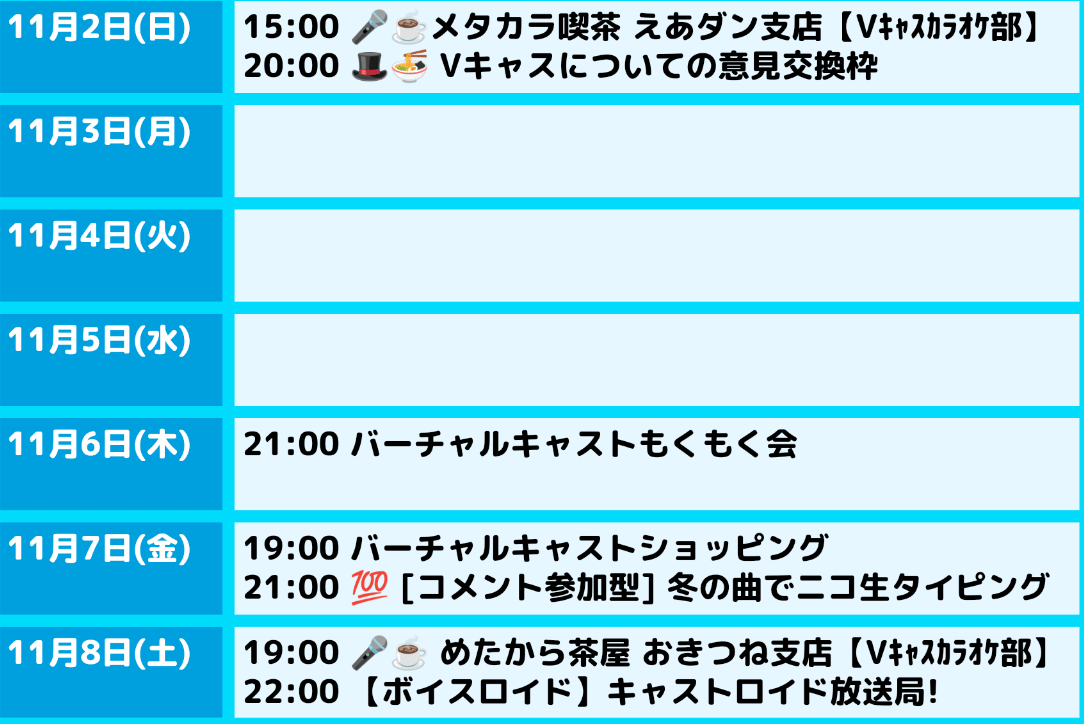 11月2日(日)
15:00 🎤☕メタカラ喫茶 えあダン支店【Vｷｬｽｶﾗｵｹ部】
20:00 🎩🍜 Vキャスについての意見交換枠
11月3日(月)
11月4日(火)
11月5日(水)
11月6日(木)
21:00 バーチャルキャストもくもく会
11月7日(金)
19:00 バーチャルキャストショッピング
21:00 💯 [コメント参加型] 冬の曲でニコ生タイピング
11月8日(土)
19:00 🎤☕ めたから茶屋 おきつね支店【Vｷｬｽｶﾗｵｹ部】
22:00 【ボイスロイド】キャストロイド放送局!